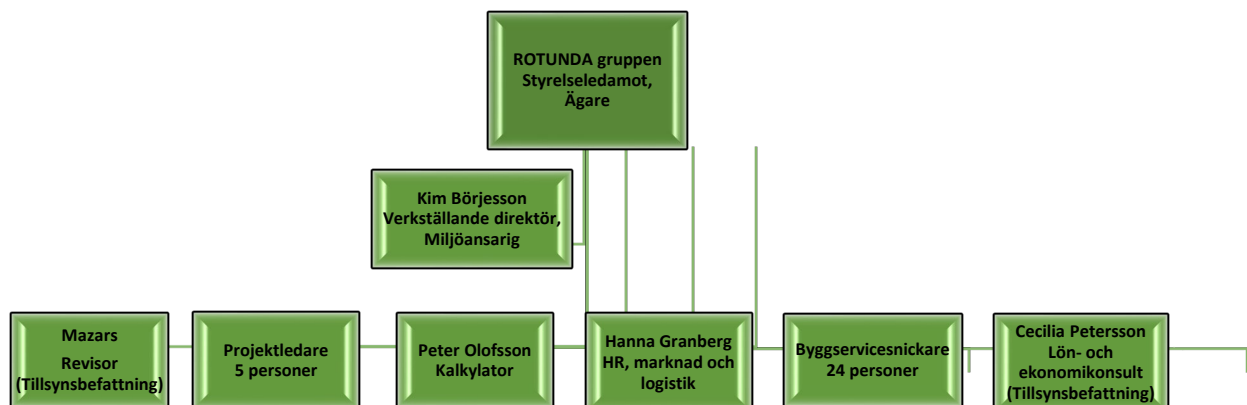 ROTUNDA gruppen
Styrelseledamot,
Ägare
Kim Börjesson
Verkställande direktör,
Miljöansarig
Mazars
Revisor
(Tillsynsbefattning)
Projektledare
5 personer
Peter Olofsson
Kalkylator
Hanna Granberg
HR, marknad och
logistik
Byggservicesnickare
24 personer
Cecilia Petersson
Lön- och
ekonomikonsult
(Tillsynsbefattning)